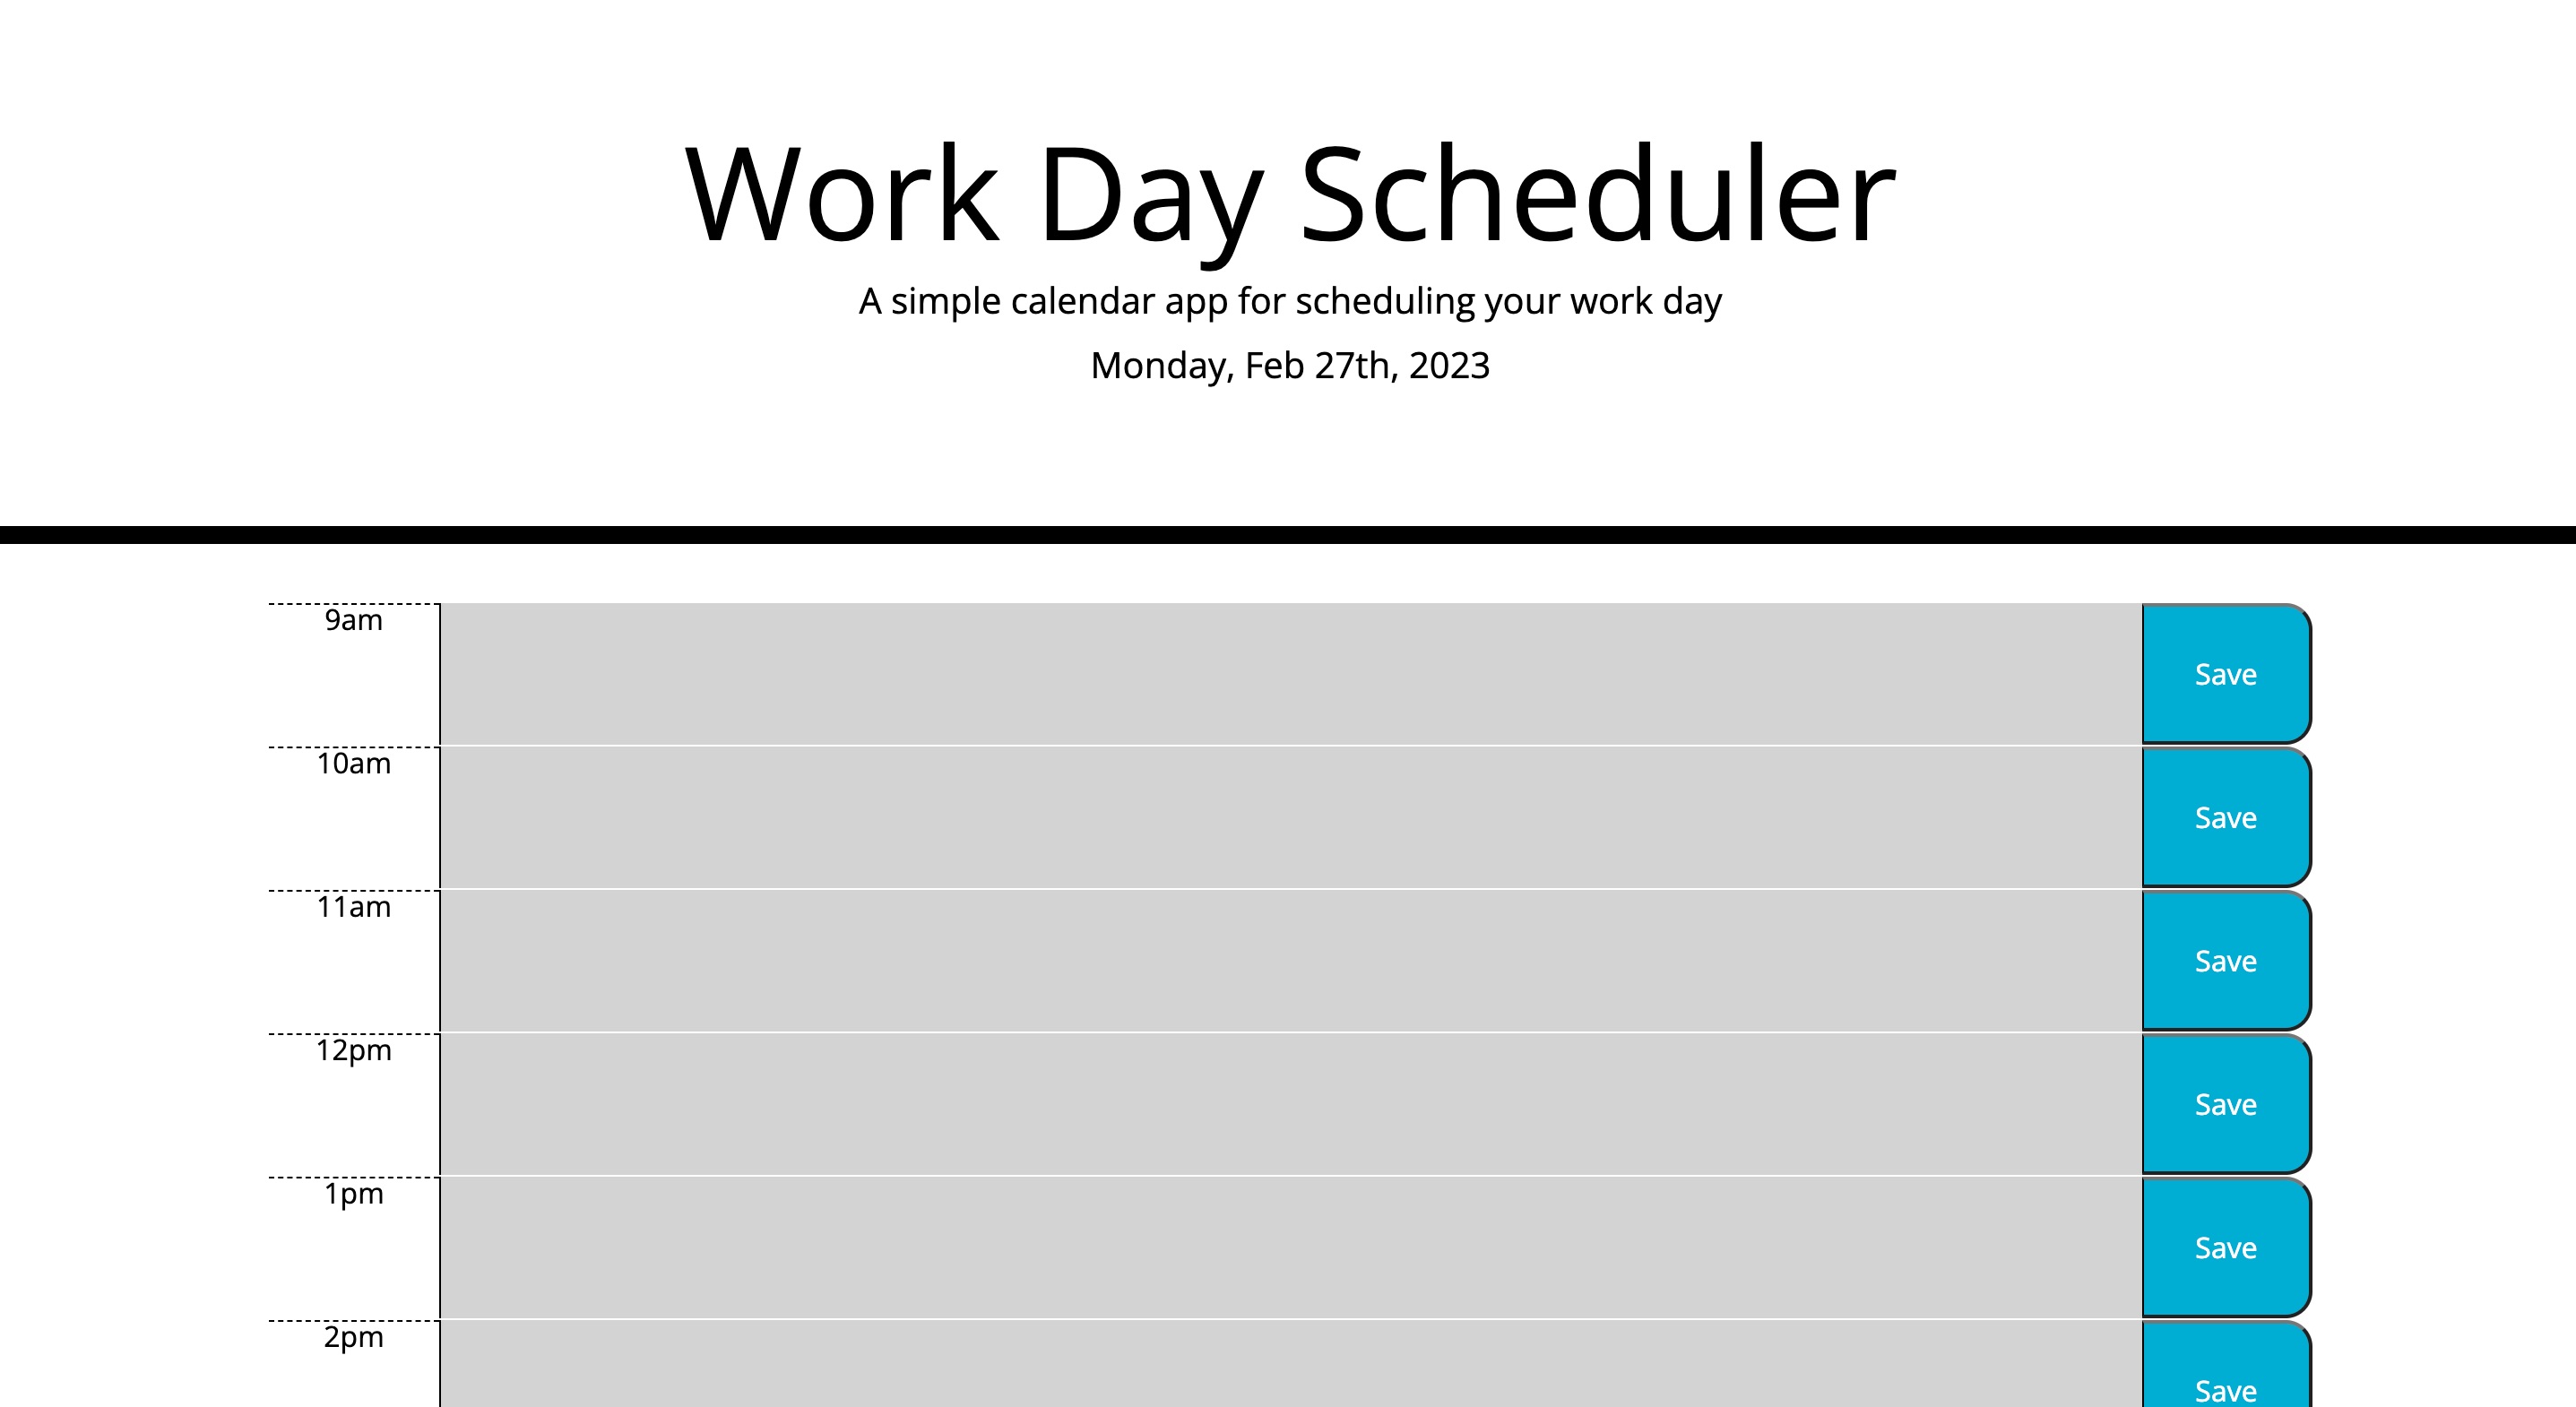 Work Day Scheduler
A simple calendar app for scheduling your work day
Monday, Feb 27th, 2023
9am
Save
10am
Save
11am
Save
12pm
Save
1pm
Save
2pm
Save